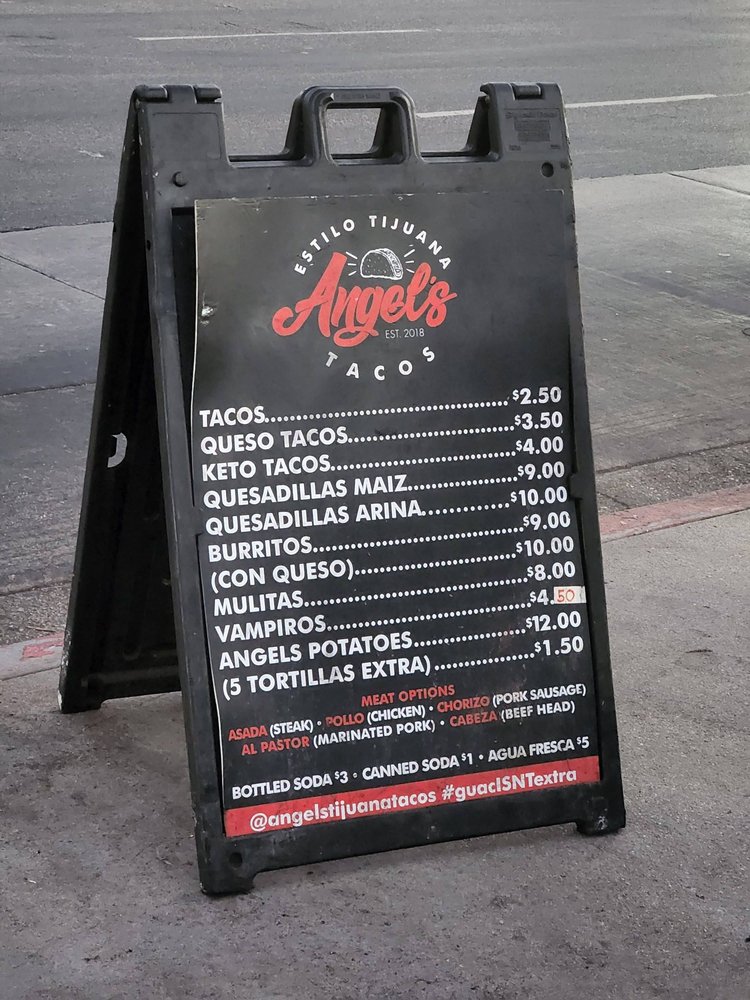 ESTILO TIJUANA
Angel's
EST. 2018
TACOS
TACOS........................................$2.50
QUESO TACOS..........................$3.50
KETO TACOS.............................$4.00
QUESADILLAS MAIZ.................$9.00
QUESADILLAS ARINA.............$10.00
BURRITOS..................................$9.00
(CON QUESO)..........................$10.00
MULITAS....................................$8.00
VAMPIROS.................................$4.50
ANGELS POTATOES...................$12.00
(5 TORTILLAS EXTRA)................$1.50
MEAT OPTIONS
ASADA (STEAK) • POLLO (CHICKEN) • CHORIZO (PORK SAUSAGE)
AL PASTOR (MARINATED PORK) • CABEZA (BEEF HEAD)
BOTTLED SODA $3 • CANNED SODA $1 • AGUA FRESCA $5
@angelstijuanatacos #guacISNTextra